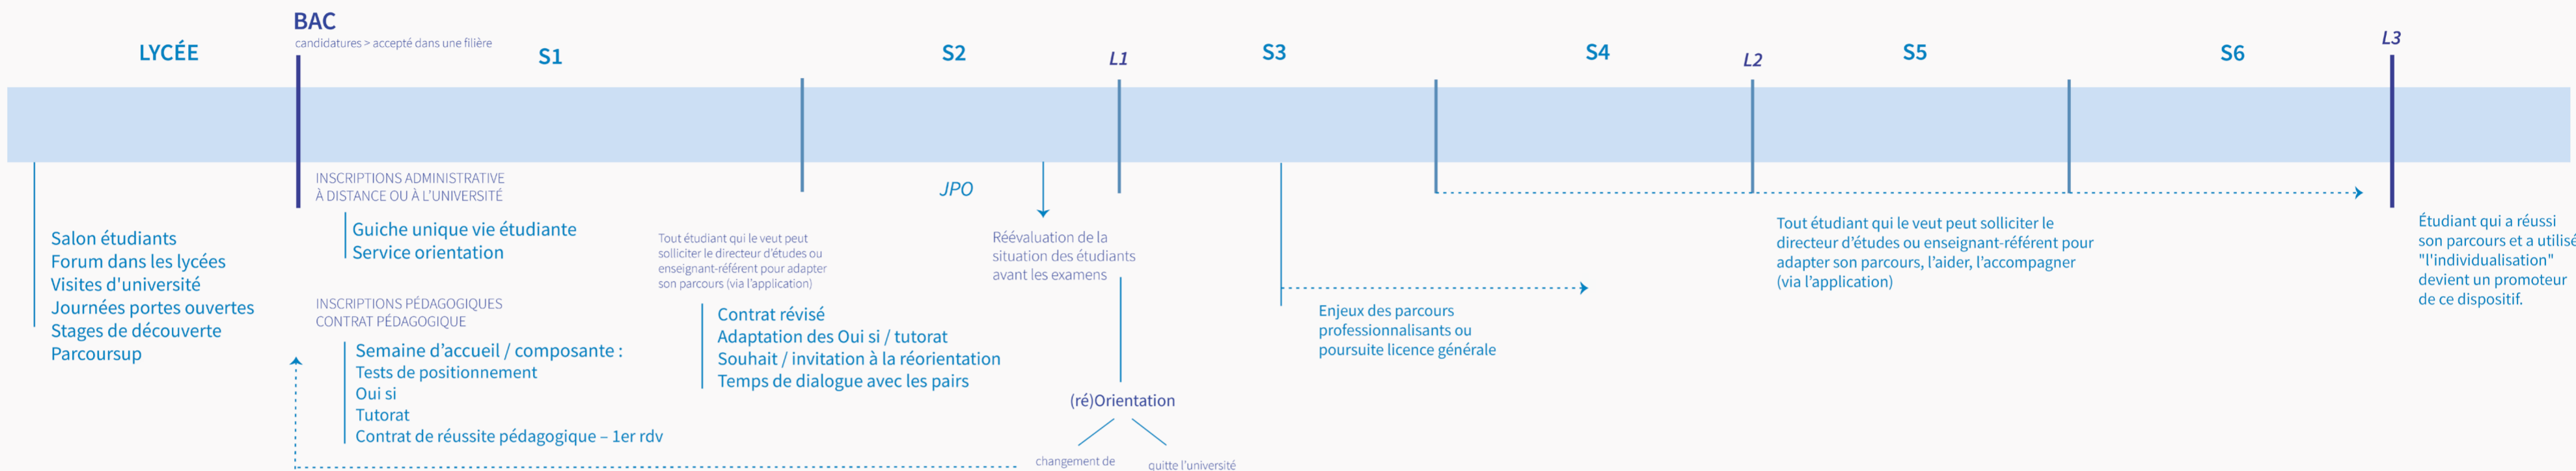 LYCÉE
BAC
candidatures > accepté dans une filière
S1
S2
L1
S3
S4
L2
S5
S6
L3
Salon étudiants
Forum dans les lycées
Visites d'université
Journées portes ouvertes
Stages de découverte
Parcoursup
INSCRIPTIONS ADMINISTRATIVE
À DISTANCE OU À L'UNIVERSITÉ
Guiche unique vie étudiante
Service orientation
INSCRIPTIONS PÉDAGOGIQUES
CONTRAT PÉDAGOGIQUE
Semaine d'accueil / composante :
Tests de positionnement
Oui si
Tutorat
Contrat de réussite pédagogique – 1er rdv
Tout étudiant qui le veut peut
solliciter le directeur d'études ou
enseignant-référent pour adapter
son parcours (via l'application)
Contrat révisé
Adaptation des Oui si / tutorat
Souhait / invitation à la réorientation
Temps de dialogue avec les pairs
JPO
Réévaluation de la
situation des étudiants
avant les examens
(ré)Orientation
changement de
quitte l'université
Enjeux des parcours
professionnalisants ou
poursuite licence générale
Tout étudiant qui le veut peut solliciter le
directeur d'études ou enseignant-référent pour
adapter son parcours, l'aider, l'accompagner
(via l'application)
Étudiant qui a réussi
son parcours et a utilisé
"l'individualisation"
devient un promoteur
de ce dispositif.